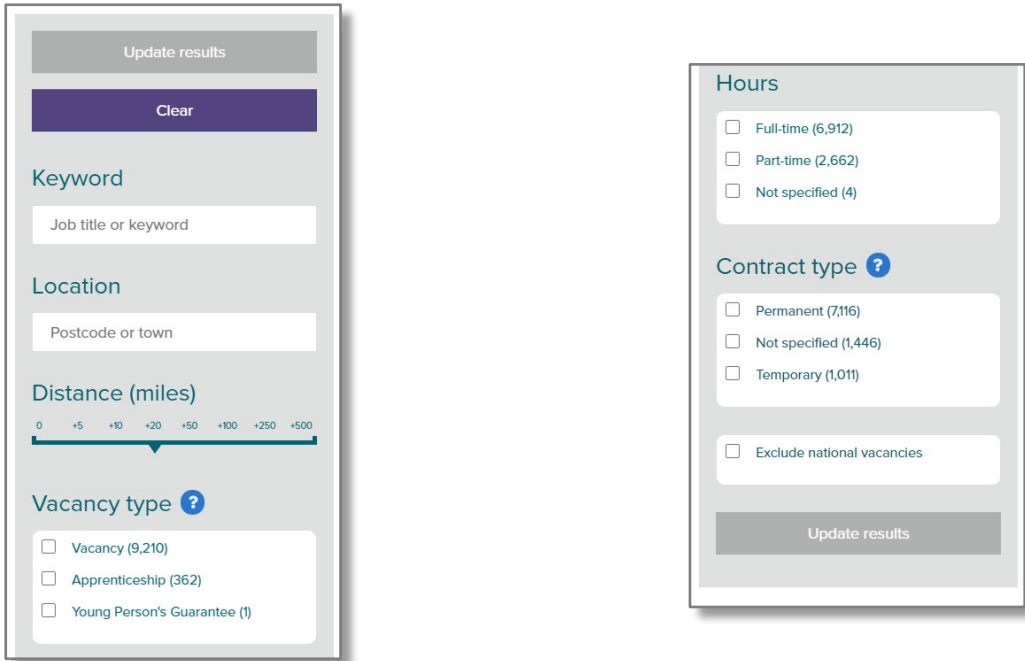 Update results
Clear
Keyword
Job title or keyword
Location
Postcode or town
Distance (miles)
0 +5 +10 +20 +50 +100 +250 +500
Vacancy type ?
Vacancy (9,210)
Apprenticeship (362)
Young Person's Guarantee (1)
Hours
Full-time (6,912)
Part-time (2,662)
Not specified (4)
Contract type ?
Permanent (7,116)
Not specified (1,446)
Temporary (1,011)
Exclude national vacancies
Update results